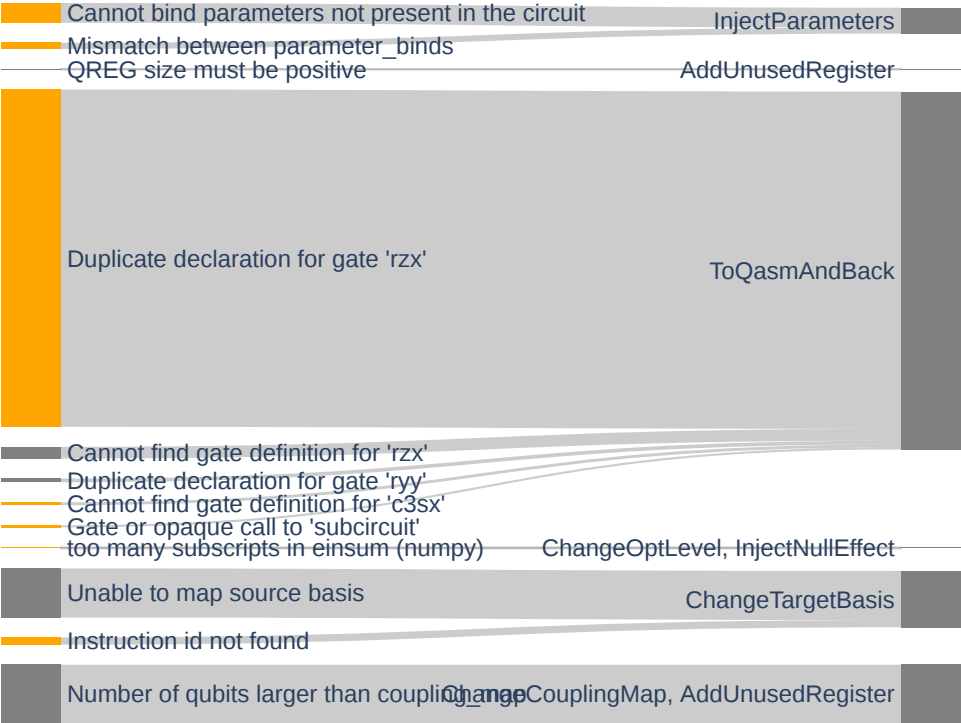 Cannot bind parameters not present in the circuit
InjectParameters
Mismatch between parameter_binds
QREG size must be positive
AddUnusedRegister
Duplicate declaration for gate 'rzx'
ToQasmAndBack
Cannot find gate definition for 'rzx'
Duplicate declaration for gate 'ryy'
Cannot find gate definition for 'c3sx'
Gate or opaque call to 'subcircuit'
too many subscripts in einsum (numpy)
ChangeOptLevel, InjectNullEffect
Unable to map source basis
ChangeTargetBasis
Instruction id not found
Number of qubits larger than coupling_map
ChangeCouplingMap, AddUnusedRegister